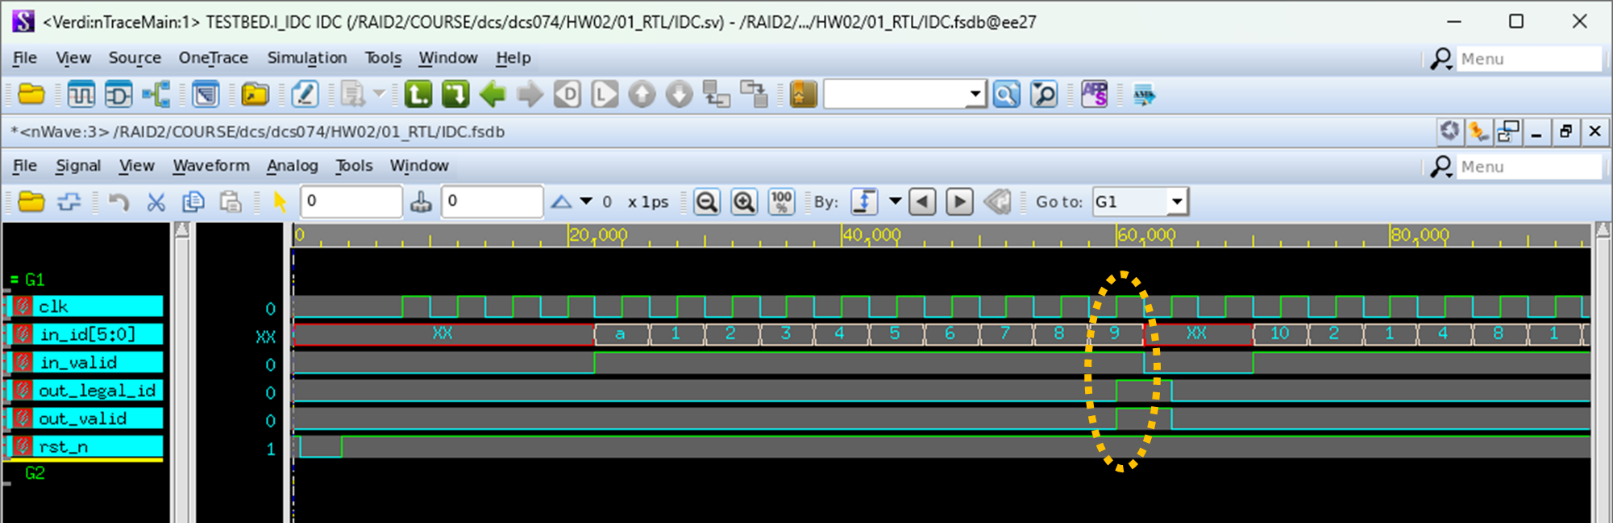 <Verdi:nTraceMain:1> TESTBED.I_IDC IDC (/RAID2/COURSE/dcs/dcs074/HW02/01_RTL/IDC.sv) - /RAID2/.../HW02/01_RTL/IDC.fsdb@ee27
File View Source OneTrace Simulation Tools Window Help Menu
D L APPS
*<nWave:3> /RAID2/COURSE/dcs/dcs074/HW02/01_RTL/IDC.fsdb
File Signal View Waveform Analog Tools Window Menu
0 0 0 x 1ps 100 % By: Go to: G1
0 20,000 40,000 60,000 80,000
= G1
clk 0
in_id[5:0] XX XX a 1 2 3 4 5 6 7 8 9 XX 10 2 1 4 8 1
in_valid 0
out_legal_id 0
out_valid 0
rst_n 1
G2